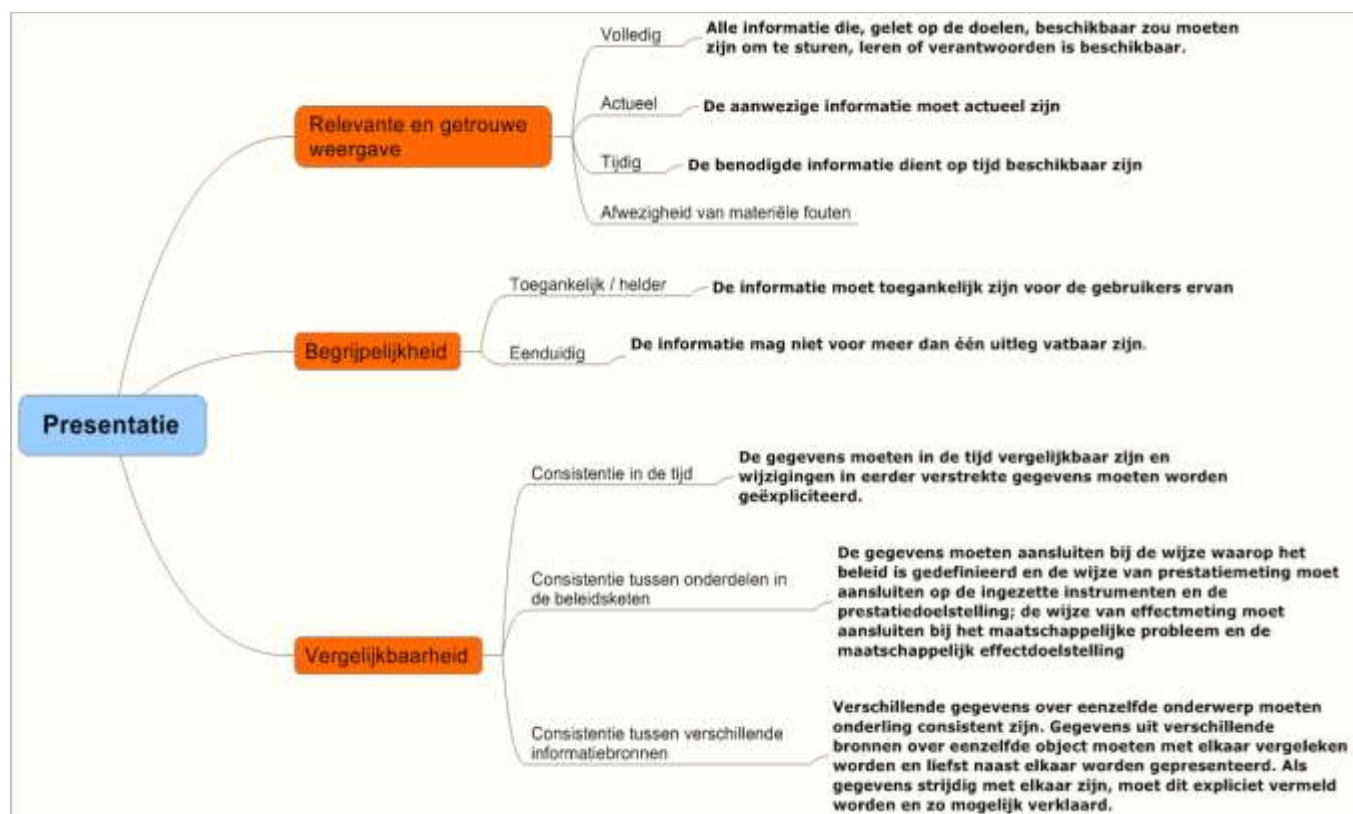 Presentatie
Relevante en getrouwe
weergave
Volledig
Alle informatie die, gelet op de doelen, beschikbaar zou moeten
zijn om te sturen, leren of verantwoorden is beschikbaar.
Actueel
De aanwezige informatie moet actueel zijn
Tijdig
De benodigde informatie dient op tijd beschikbaar zijn
Afwezigheid van materiële fouten
Begrijpelijkheid
Toegankelijk / helder
De informatie moet toegankelijk zijn voor de gebruikers ervan
Eenduidig
De informatie mag niet voor meer dan één uitleg vatbaar zijn.
Vergelijkbaarheid
Consistentie in de tijd
De gegevens moeten in de tijd vergelijkbaar zijn en
wijzigingen in eerder verstrekte gegevens moeten worden
geëxpliciteerd.
Consistentie tussen onderdelen in
de beleidsketen
De gegevens moeten aansluiten bij de wijze waarop het
beleid is gedefinieerd en de wijze van prestatiemeting moet
aansluiten op de ingezette instrumenten en de
prestatiedoelstelling; de wijze van effectmeting moet
aansluiten bij het maatschappelijke probleem en de
maatschappelijk effectdoelstelling
Consistentie tussen verschillende
informatiebronnen
Verschillende gegevens over eenzelfde onderwerp moeten
onderling consistent zijn. Gegevens uit verschillende
bronnen over eenzelfde object moeten met elkaar vergeleken
worden en liefst naast elkaar worden gepresenteerd. Als
gegevens strijdig met elkaar zijn, moet dit expliciet vermeld
worden en zo mogelijk verklaard.